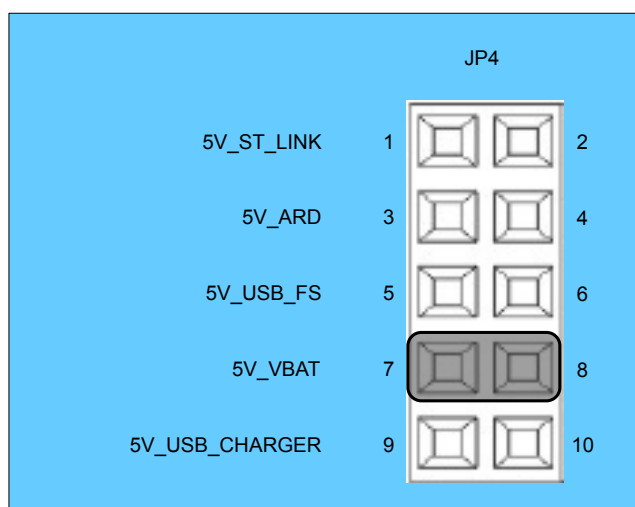 JP4
5V_ST_LINK 1 2
5V_ARD 3 4
5V_USB_FS 5 6
5V_VBAT 7 8
5V_USB_CHARGER 9 10